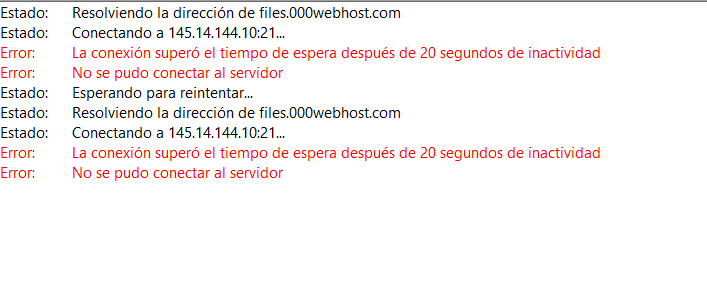 Estado: Resolviendo la dirección de files.000webhost.com
Estado: Conectando a 145.14.144.10:21...
Error: La conexión superó el tiempo de espera después de 20 segundos de inactividad
Error: No se pudo conectar al servidor
Estado: Esperando para reintentar...
Estado: Resolviendo la dirección de files.000webhost.com
Estado: Conectando a 145.14.144.10:21...
Error: La conexión superó el tiempo de espera después de 20 segundos de inactividad
Error: No se pudo conectar al servidor